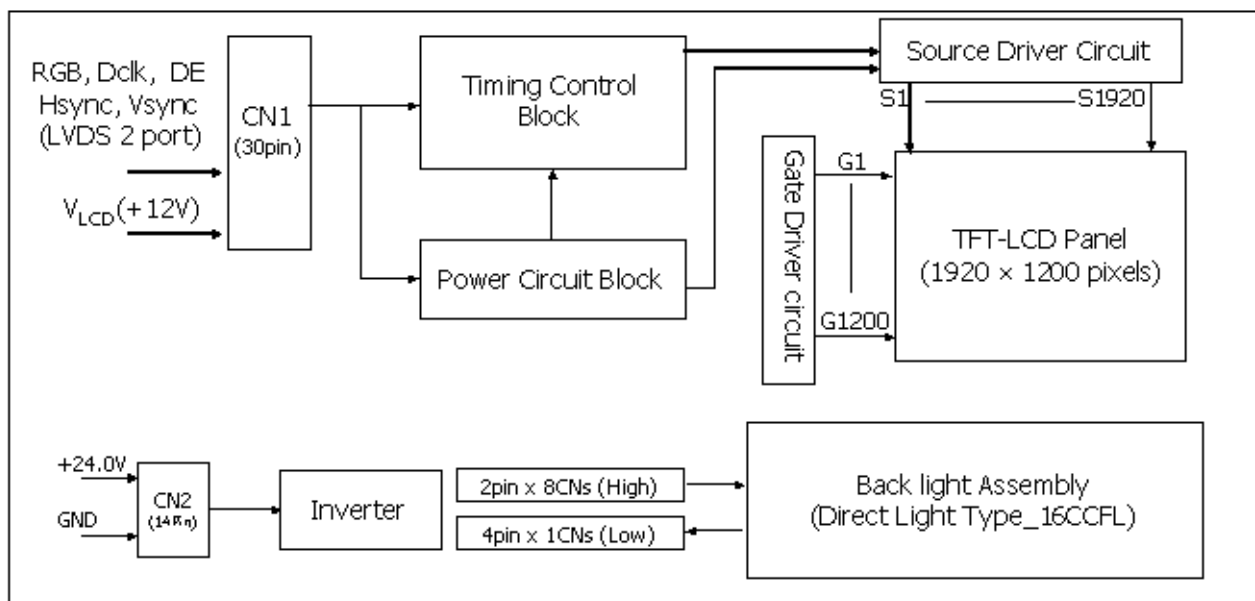 RGB, Dclk, DE
Hsync, Vsync
(LVDS 2 port)
V_LCD(+12V)
CN1
(30pin)
Timing Control
Block
Power Circuit Block
Source Driver Circuit
S1
S1920
Gate Driver circuit
G1
G1200
TFT-LCD Panel
(1920 × 1200 pixels)
+24.0V
GND
CN2
Inverter
2pin x 8CNs (High)
4pin x 1CNs (Low)
Back light Assembly
(Direct Light Type_16CCFL)